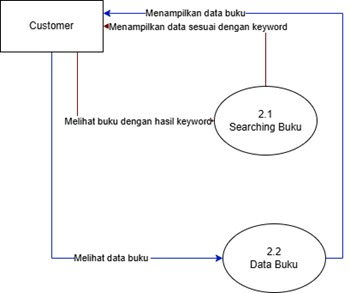 Menampilkan data buku
Customer
Menampilkan data sesuai dengan keyword
2.1
Searching Buku
Melihat buku dengan hasil keyword
2.2
Data Buku
Melihat data buku